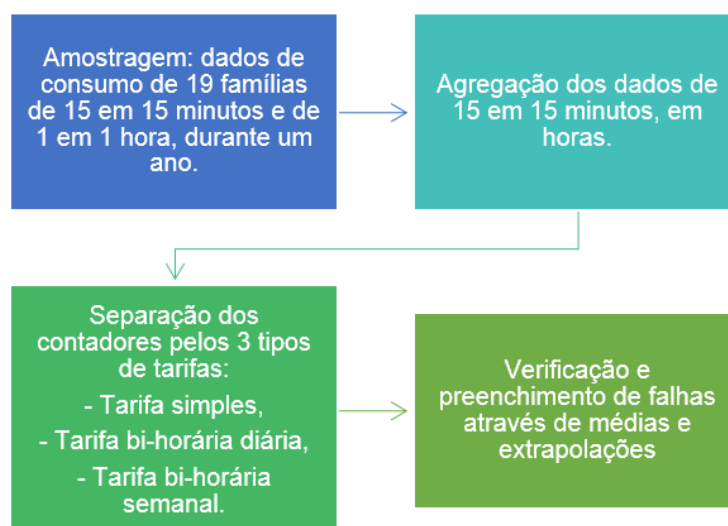 Amostragem: dados de
consumo de 19 famílias
de 15 em 15 minutos e de
1 em 1 hora, durante um
ano.
Agregação dos dados de
15 em 15 minutos, em
horas.
Separação dos
contadores pelos 3 tipos
de tarifas:
- Tarifa simples,
- Tarifa bi-horária diária,
- Tarifa bi-horária
semanal.
Verificação e
preenchimento de falhas
através de médias e
extrapolações